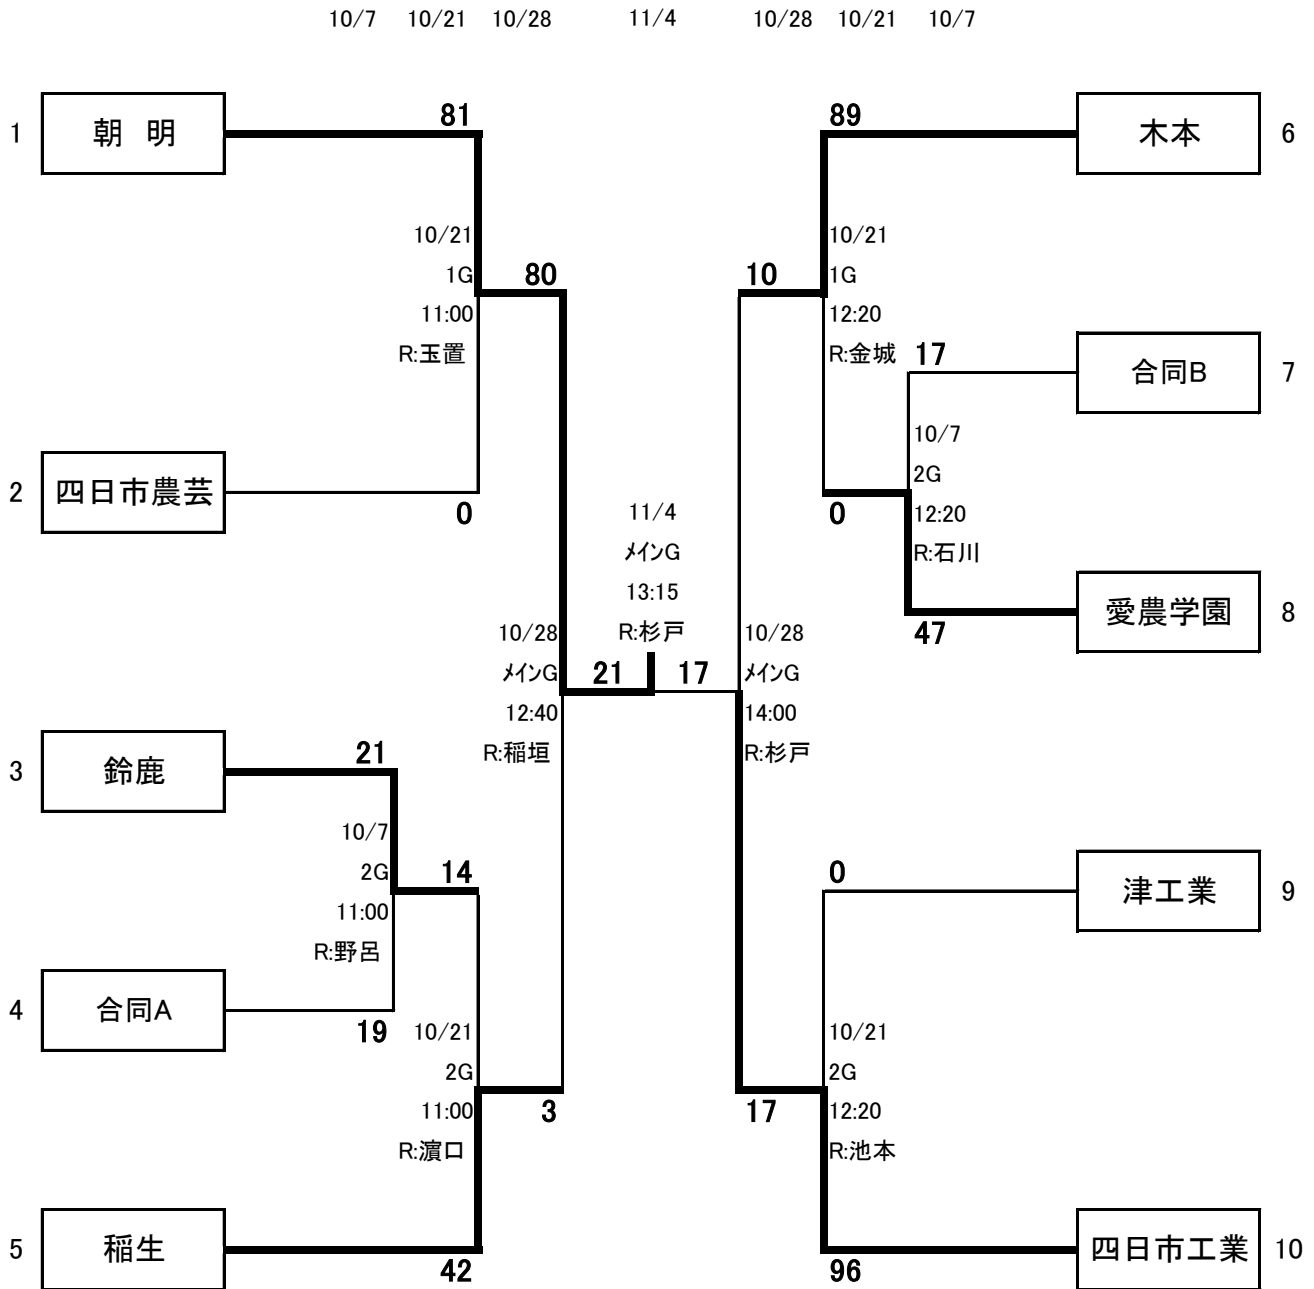 10/7 10/21 10/28 11/4 10/28 10/21 10/7
81 89
1 朝 明 木本 6
10/21 10/21
1G 80 10 1G
11:00 12:20
R:玉置 R:金城 17
合同B 7
10/7
2G
2 四日市農芸
0 11/4 0 12:20
メインG R:石川
13:15 愛農学園 8
10/28 R:杉戸 10/28 47
メインG 21 17 メインG
12:40 14:00
R:稲垣 R:杉戸
21
3 鈴鹿
10/7
2G 14 0
津工業 9
11:00
R:野呂
4 合同A
19 10/21 10/21
2G 2G
11:00 3 17 12:20
R:濵口 R:池本
5 稲生 四日市工業 10
42 96